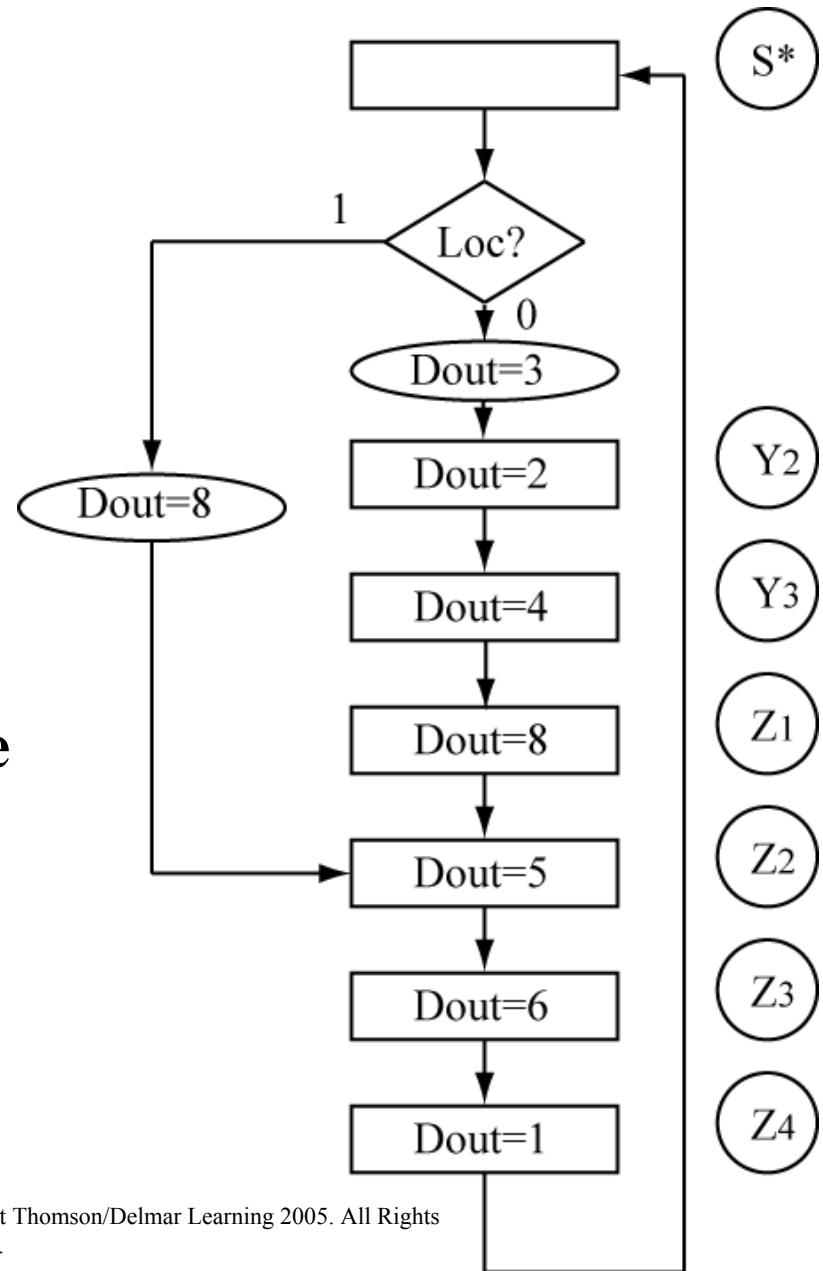 S*
1
Loc?
0
Dout=3
Dout=2
Y2
Dout=8
Dout=4
Y3
Dout=8
Z1
e
Dout=5
Z2
Dout=6
Z3
Dout=1
Z4
t Thomson/Delmar Learning 2005. All Rights
.